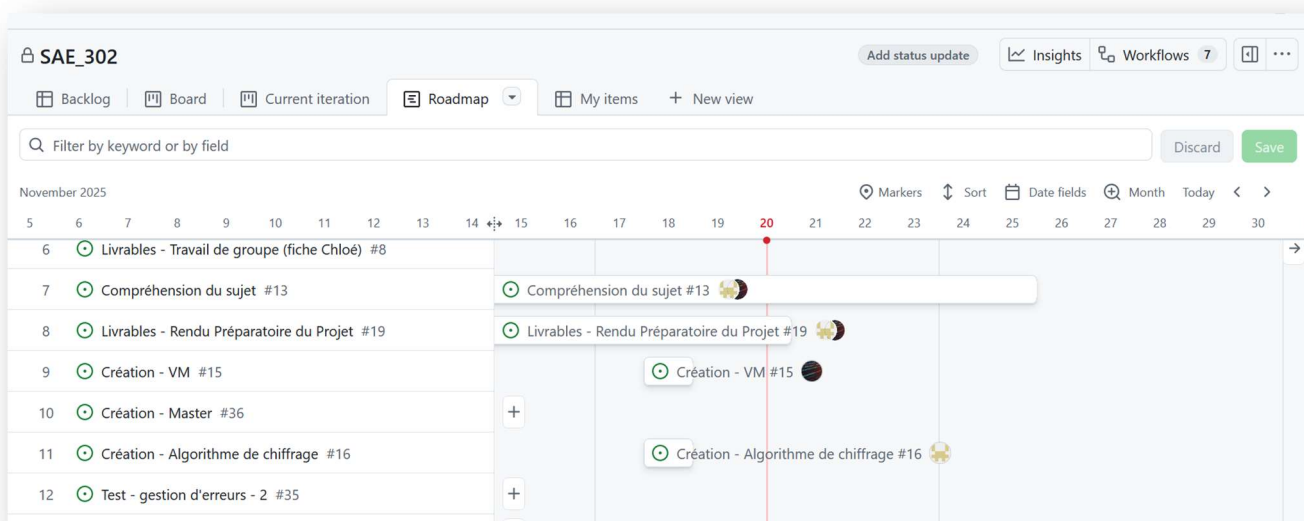 SAE_302
Add status update
Insights
Workflows 7
Backlog
Board
Current iteration
Roadmap
My items
+ New view
Filter by keyword or by field
Discard
Save
November 2025
Markers
Sort
Date fields
Month
Today
5 6 7 8 9 10 11 12 13 14 15 16 17 18 19 20 21 22 23 24 25 26 27 28 29 30
6 Livrables - Travail de groupe (fiche Chloé) #8
7 Compréhension du sujet #13
Compréhension du sujet #13
8 Livrables - Rendu Préparatoire du Projet #19
Livrables - Rendu Préparatoire du Projet #19
9 Création - VM #15
Création - VM #15
10 Création - Master #36
11 Création - Algorithme de chiffrage #16
Création - Algorithme de chiffrage #16
12 Test - gestion d'erreurs - 2 #35